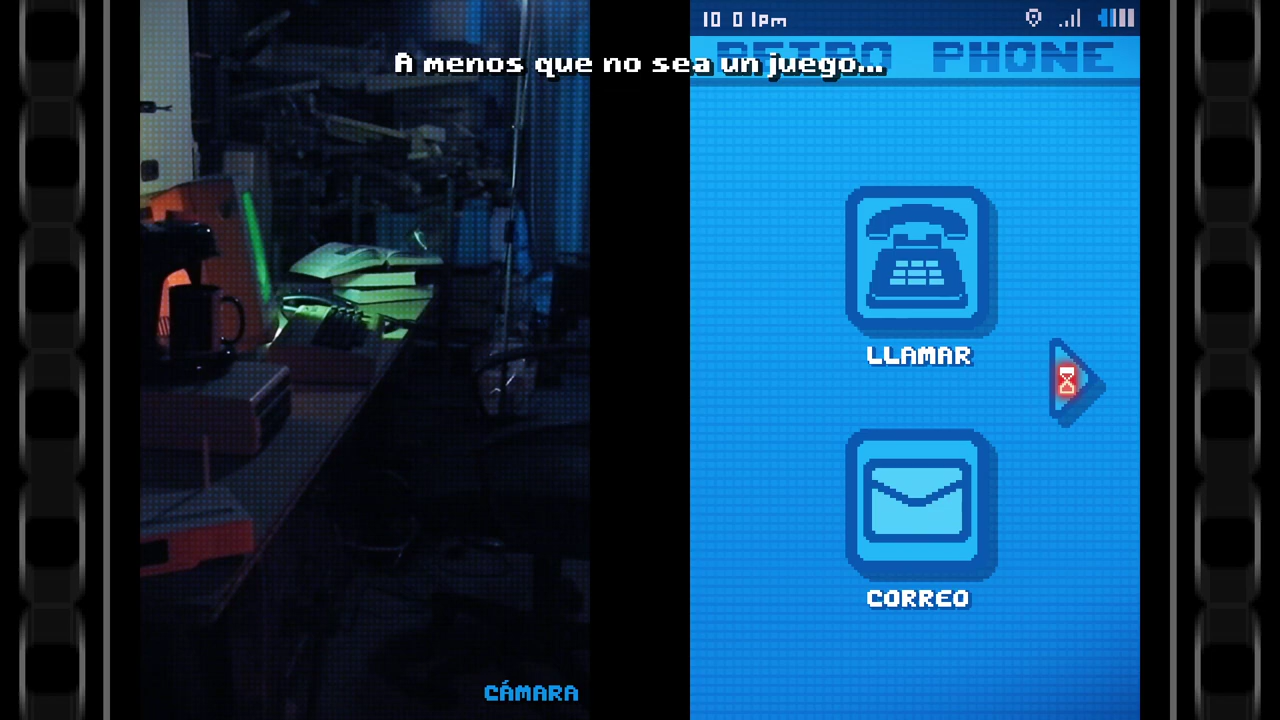 10 01pm
RETRO PHONE
A menos que no sea un juego...
LLAMAR
CORREO
CÁMARA